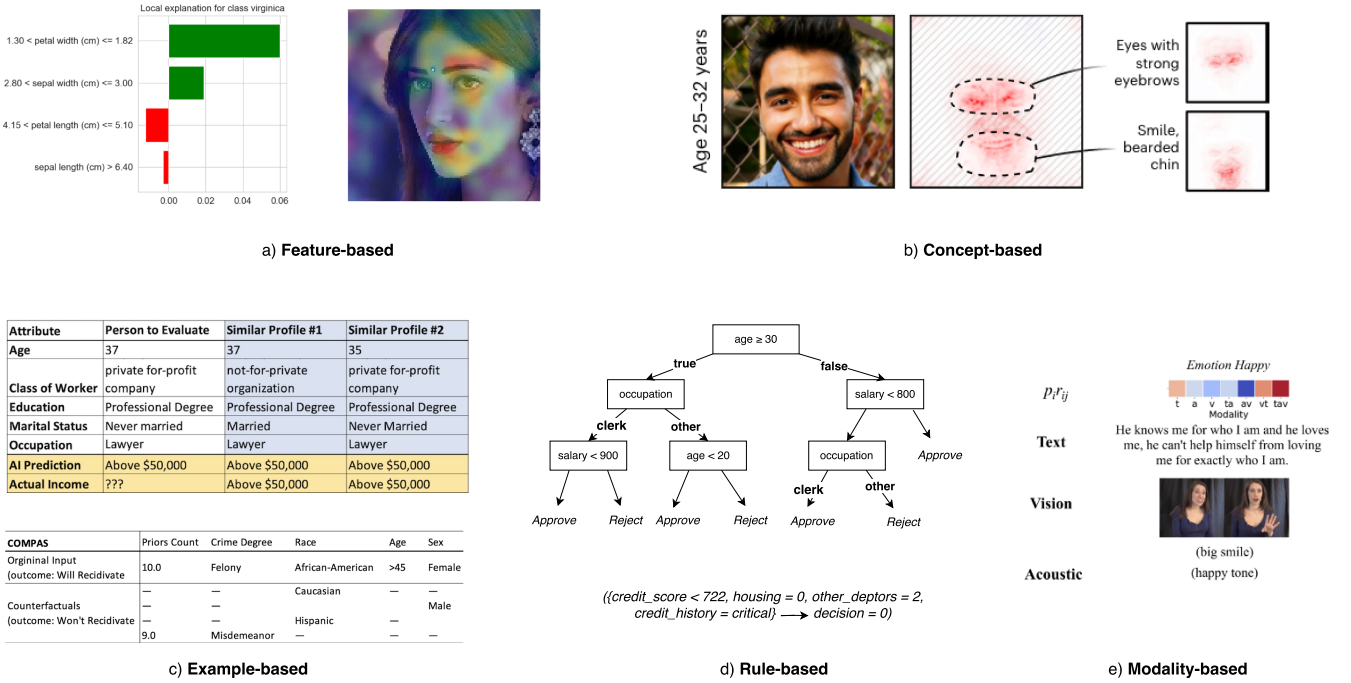 Local explanation for class virginica
1.30 < petal width (cm) <= 1.82
2.80 < sepal width (cm) <= 3.00
4.15 < petal length (cm) <= 5.10
sepal length (cm) > 6.40
0.00 0.02 0.04 0.06
a) Feature-based
Age 25–32 years
Eyes with
strong
eyebrows
Smile,
bearded
chin
b) Concept-based
Attribute Person to Evaluate Similar Profile #1 Similar Profile #2
Age 37 37 35
private for-profit not-for-private private for-profit
Class of Worker company organization company
Education Professional Degree Professional Degree Professional Degree
Marital Status Never married Married Never Married
Occupation Lawyer Lawyer Lawyer
AI Prediction Above $50,000 Above $50,000 Above $50,000
Actual Income ??? Above $50,000 Above $50,000
COMPAS Priors Count Crime Degree Race Age Sex
Orgininal Input
(outcome: Will Recidivate 10.0 Felony African-American >45 Female
— — Caucasian — —
Counterfactuals — — Male
(outcome: Won't Recidivate — — Hispanic —
9.0 Misdemeanor — — —
c) Example-based
age ≥ 30
true false
occupation salary < 800
clerk other
salary < 900 age < 20 occupation Approve
clerk other
Approve Reject Approve Reject Approve Reject
({credit_score < 722, housing = 0, other_deptors = 2,
credit_history = critical} → decision = 0)
d) Rule-based
Emotion Happy
pᵢrᵢⱼ
t a v ta av vt tav
Modality
Text
He knows me for who I am and he loves
me, he can't help himself from loving
me for exactly who I am.
Vision
(big smile)
Acoustic (happy tone)
e) Modality-based